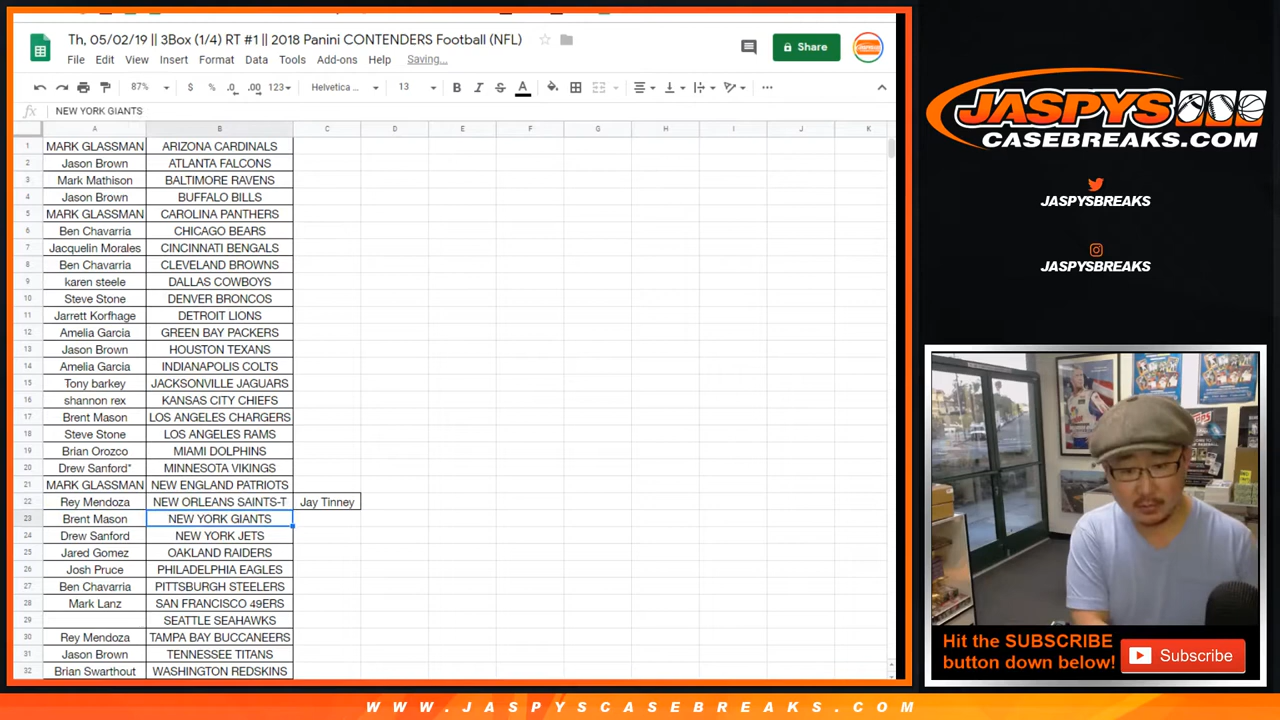 Th, 05/02/19 || 3Box (1/4) RT #1 || 2018 Panini CONTENDERS Football (NFL)
File Edit View Insert Format Data Tools Add-ons Help Saving...
Share
87% $ % .0 .00 123 Helvetica ... 13 B I S A
fx NEW YORK GIANTS
A B C D E F G H I J K
1 MARK GLASSMAN ARIZONA CARDINALS
2 Jason Brown ATLANTA FALCONS
3 Mark Mathison BALTIMORE RAVENS
4 Jason Brown BUFFALO BILLS
5 MARK GLASSMAN CAROLINA PANTHERS
6 Ben Chavarria CHICAGO BEARS
7 Jacquelin Morales CINCINNATI BENGALS
8 Ben Chavarria CLEVELAND BROWNS
9 karen steele DALLAS COWBOYS
10 Steve Stone DENVER BRONCOS
11 Jarrett Korfhage DETROIT LIONS
12 Amelia Garcia GREEN BAY PACKERS
13 Jason Brown HOUSTON TEXANS
14 Amelia Garcia INDIANAPOLIS COLTS
15 Tony barkey JACKSONVILLE JAGUARS
16 shannon rex KANSAS CITY CHIEFS
17 Brent Mason LOS ANGELES CHARGERS
18 Steve Stone LOS ANGELES RAMS
19 Brian Orozco MIAMI DOLPHINS
20 Drew Sanford* MINNESOTA VIKINGS
21 MARK GLASSMAN NEW ENGLAND PATRIOTS
22 Rey Mendoza NEW ORLEANS SAINTS-T Jay Tinney
23 Brent Mason NEW YORK GIANTS
24 Drew Sanford NEW YORK JETS
25 Jared Gomez OAKLAND RAIDERS
26 Josh Pruce PHILADELPHIA EAGLES
27 Ben Chavarria PITTSBURGH STEELERS
28 Mark Lanz SAN FRANCISCO 49ERS
29 SEATTLE SEAHAWKS
30 Rey Mendoza TAMPA BAY BUCCANEERS
31 Jason Brown TENNESSEE TITANS
32 Brian Swarthout WASHINGTON REDSKINS
JASPYS
CASEBREAKS.COM
JASPYSBREAKS
JASPYSBREAKS
Hit the SUBSCRIBE
button down below!
Subscribe
WWW.JASPYSCASEBREAKS.COM